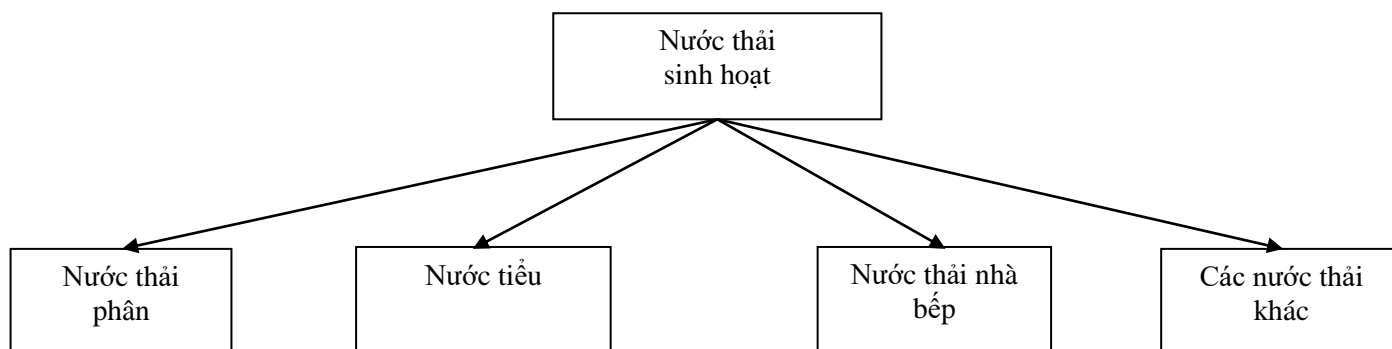 Nước thải
sinh hoạt
Nước thải
phân
Nước tiểu
Nước thải nhà
bếp
Các nước thải
khác